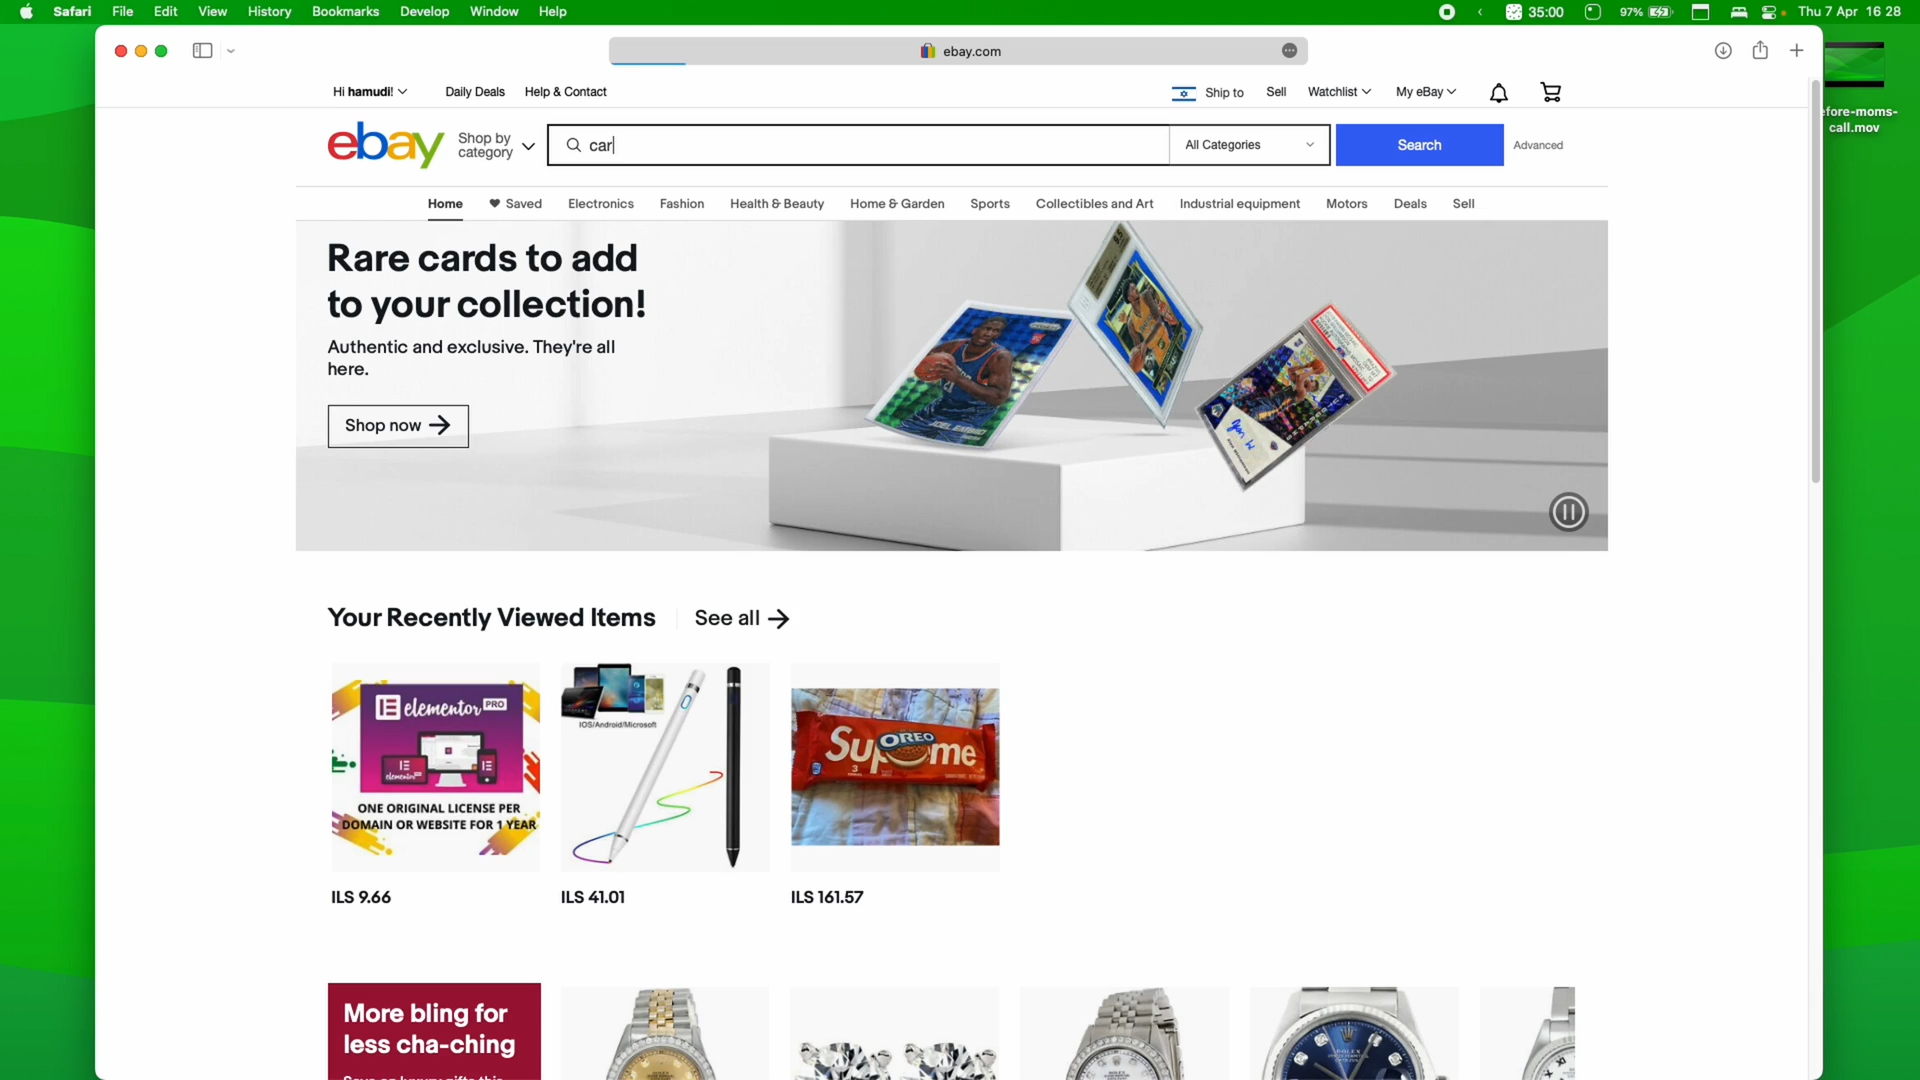 Safari File Edit View History Bookmarks Develop Window Help
35:00 97% Thu 7 Apr 16 28
ebay.com
efore-moms-
call.mov
Hi hamudi! Daily Deals Help & Contact
Ship to Sell Watchlist My eBay
ebay
Shop by
category
car
All Categories
Search
Advanced
Home Saved Electronics Fashion Health & Beauty Home & Garden Sports Collectibles and Art Industrial equipment Motors Deals Sell
Rare cards to add
to your collection!
Authentic and exclusive. They're all
here.
Shop now
Your Recently Viewed Items
See all
elementor PRO
elementor
ONE ORIGINAL LICENSE PER
DOMAIN OR WEBSITE FOR 1 YEAR
IOS/Android/Microsoft
OREO
Supreme
3
ILS 9.66
ILS 41.01
ILS 161.57
More bling for
less cha-ching
ROLEX